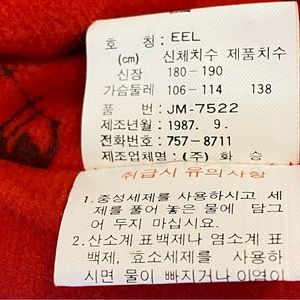 호 칭 : EEL
(cm) 신체치수 제품치수
신장 180-190
가슴둘레 106-114 138
품 번 : JM-7522
제조년월 : 1987. 9.
전화번호 : 757-8711
제조업체명 : (주) 화 승
취급시 유의사항
1. 중성세제를 사용하시고 세
제를 풀어 놓은 물에 담그
어 두지 마십시요.
2. 산소계 표백제나 염소계 표
백제, 효소세제를 사용하
시면 물이 빠지거나 이염이